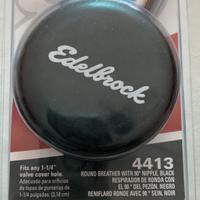 Edelbrock
Fits any 1-1/4"
valve cover hole.
Adecuado para orificios
de tapas de punterías de
1-1/4 pulgadas (3,18 cm)
4413
ROUND BREATHER WITH 90° NIPPLE, BLACK
RESPIRADOR DE RONDA CON
EL 90 ° DEL PEZÓN, NEGRO
RENIFLARD RONDE AVEC 90 ° SEIN, NOIR